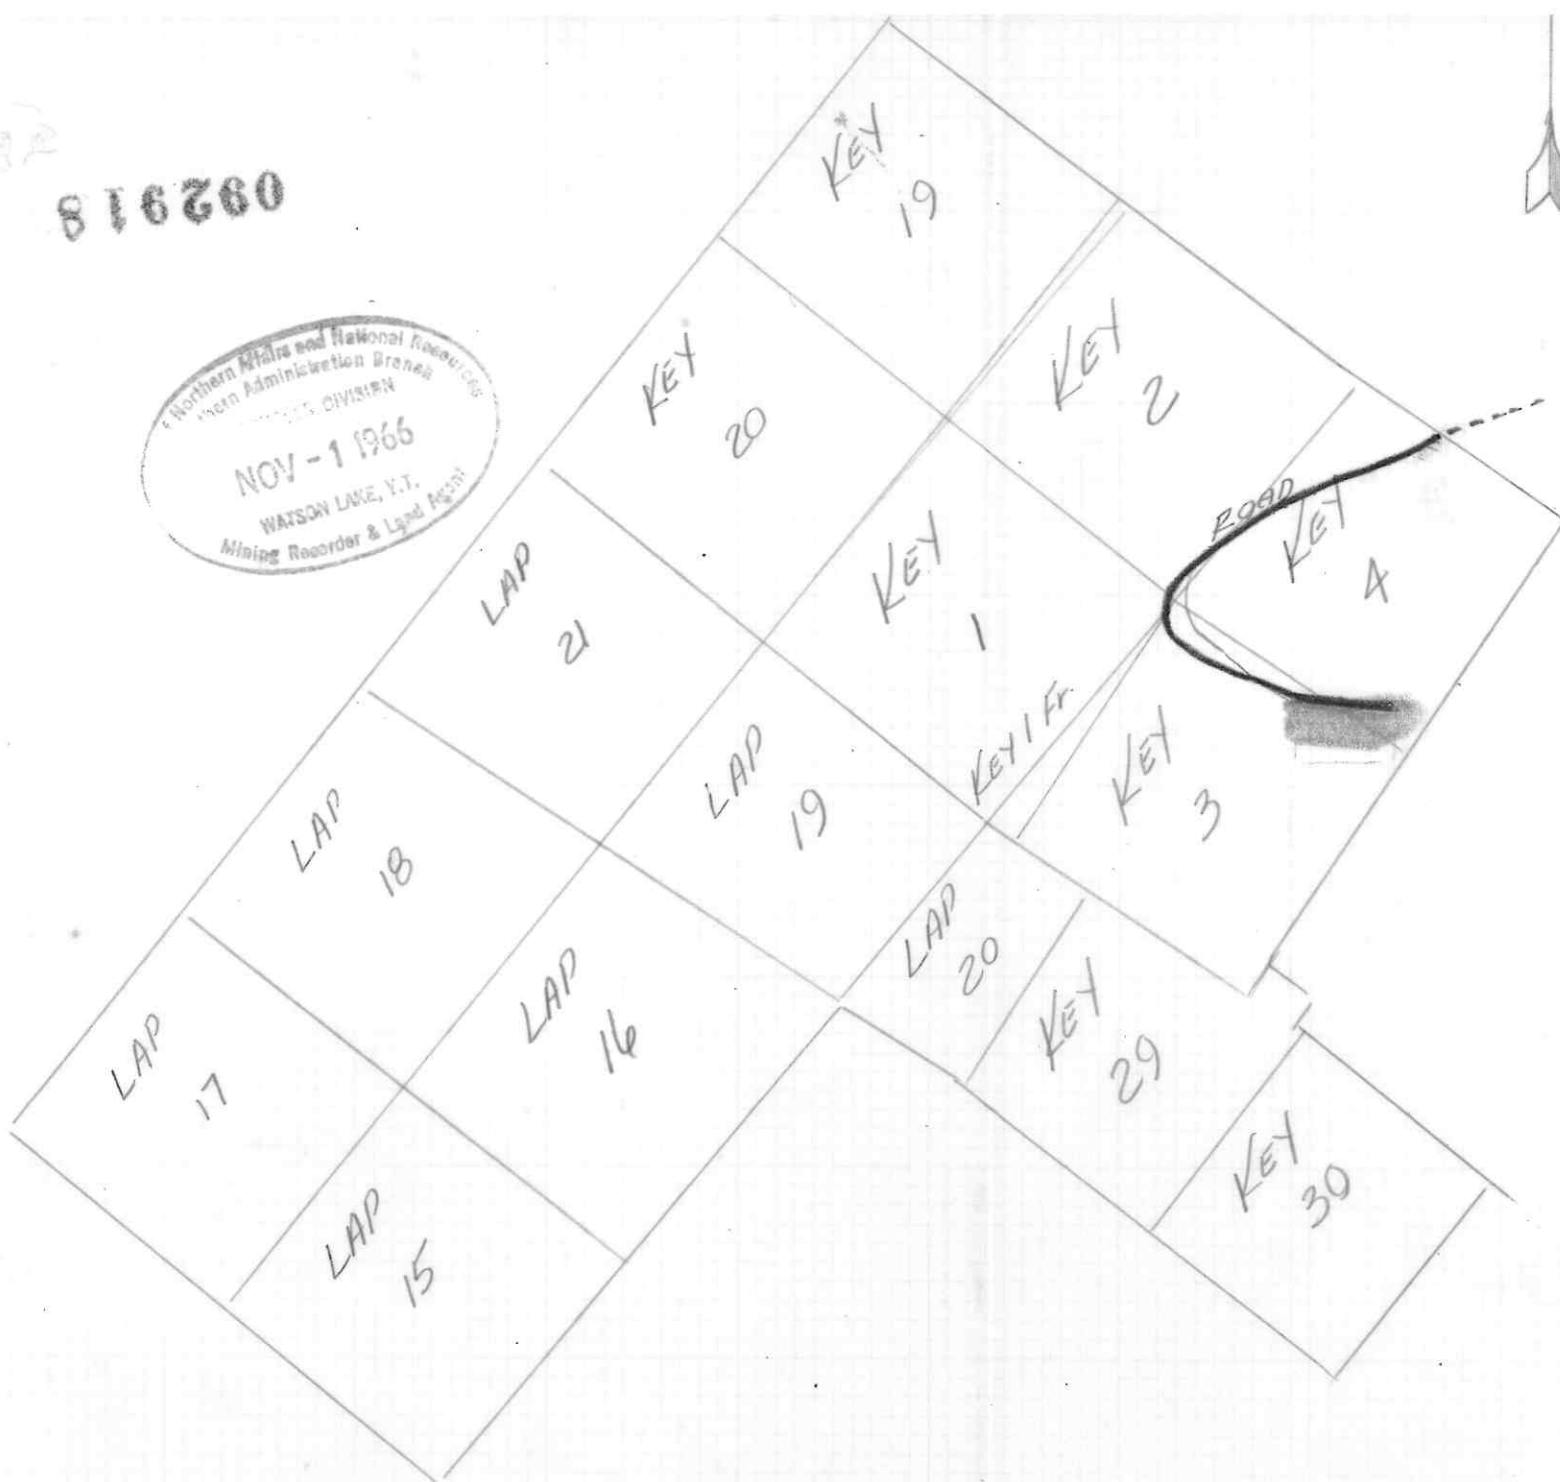 092918
Northern Affairs and National Resources
Administration Branch
DIVISION
NOV - 1 1966
WATSON LAKE, Y.T.
Mining Recorder & Land Agent
KEY
19
KEY
20
KEY
2
ROAD
KEY
4
LAP
21
KEY
1
KEY 1 Fr.
KEY
3
LAP
18
LAP
19
LAP
20
KEY
29
LAP
17
LAP
16
KEY
30
LAP
15